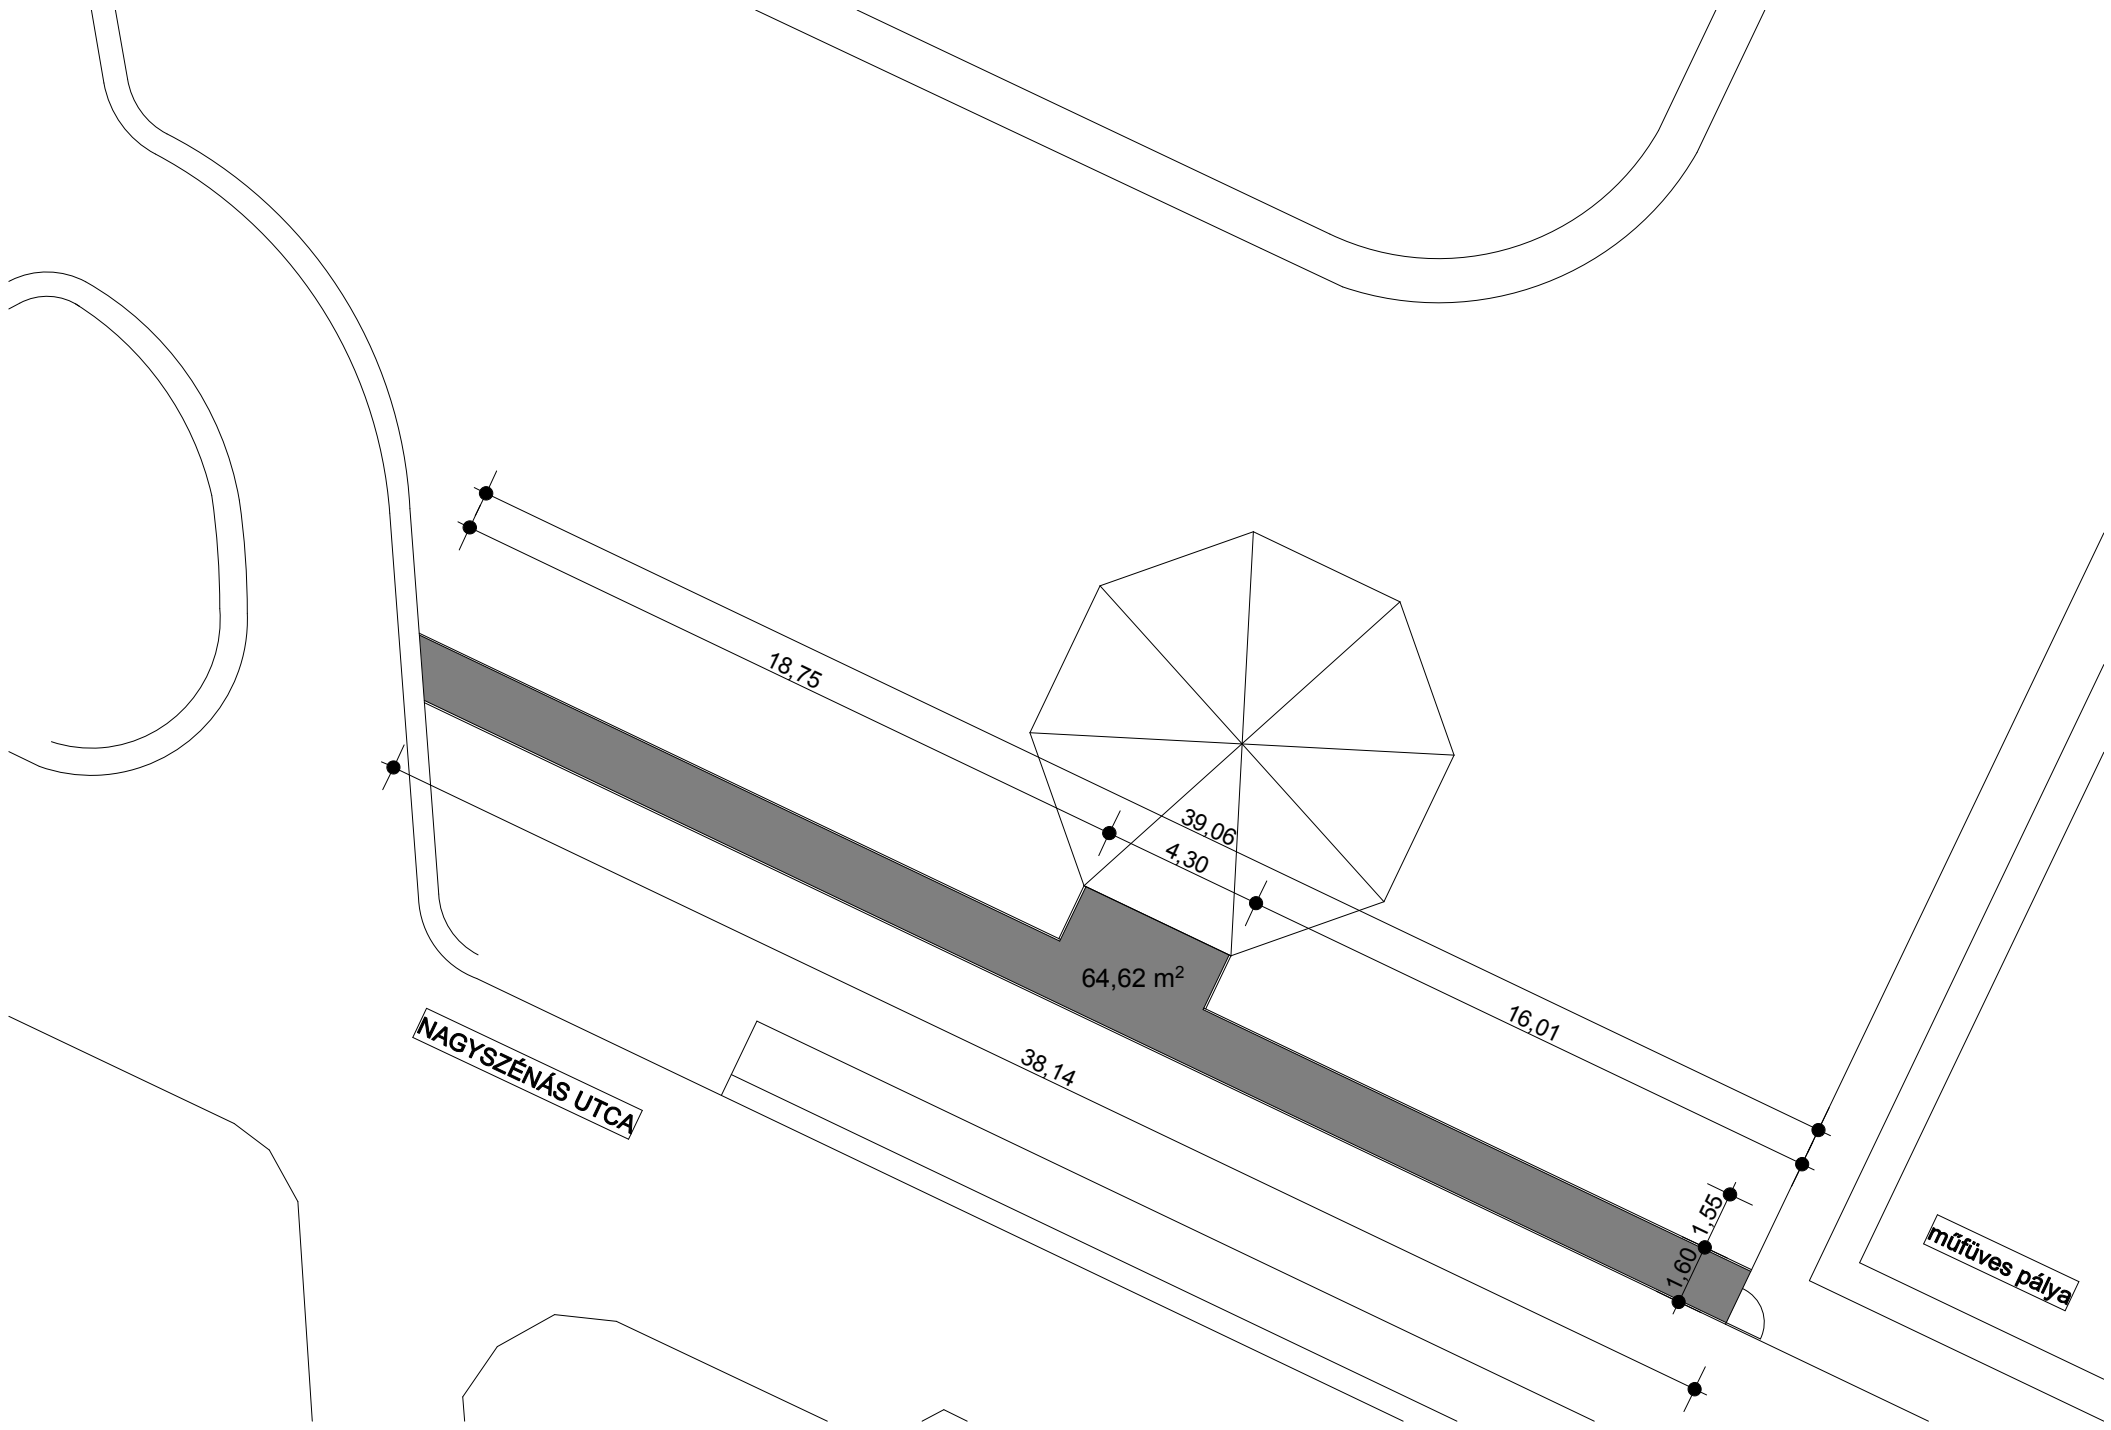 18,75
39,06
4,30
64,62 m²
16,01
NAGYSZÉNÁS UTCA
38,14
1,55
1,60
műfüves pálya